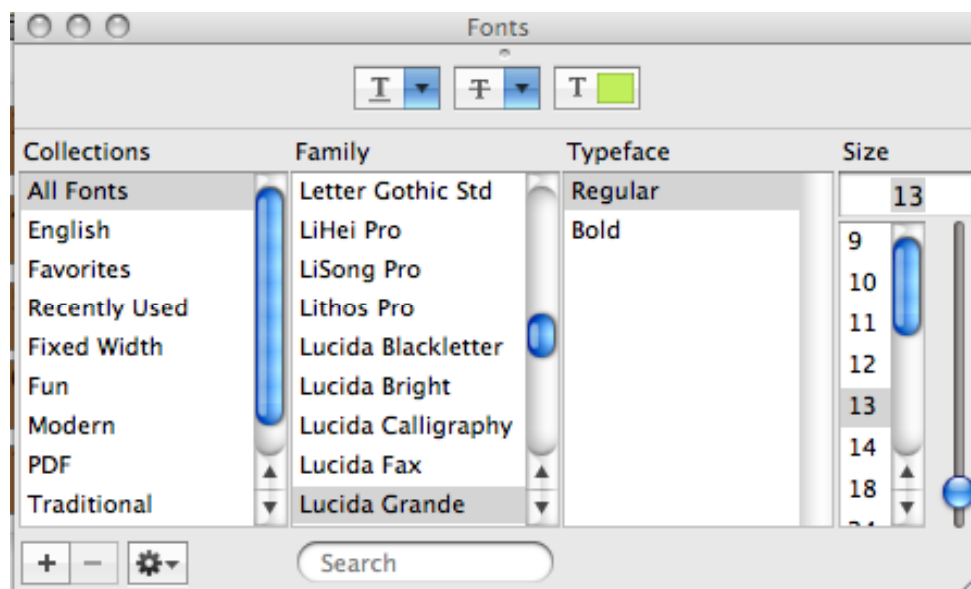 Fonts
T T T
Collections Family Typeface Size
All Fonts Letter Gothic Std Regular 13
English LiHei Pro Bold 9
Favorites LiSong Pro 10
Recently Used Lithos Pro 11
Fixed Width Lucida Blackletter 12
Fun Lucida Bright 13
Modern Lucida Calligraphy 14
PDF Lucida Fax 18
Traditional Lucida Grande
Search